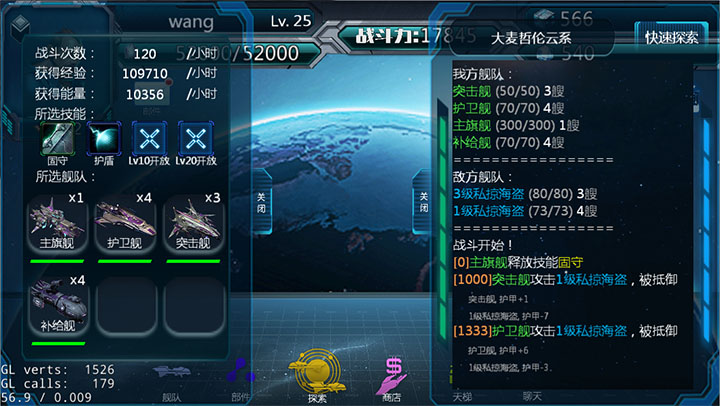 wang
Lv. 25
战斗力:17845
566
540
/52000
大麦哲伦云系
快速探索
战斗次数： 120 /小时
获得经验： 109710 /小时
获得能量： 10356 /小时
所选技能：
固守 护盾 Lv10开放 Lv20开放
所选舰队：
x1 x4 x3
主旗舰 护卫舰 突击舰
x4
补给舰
关闭
关闭
我方舰队：
突击舰 (50/50) 3艘
护卫舰 (70/70) 4艘
主旗舰 (300/300) 1艘
补给舰 (70/70) 4艘
================
敌方舰队：
3级私掠海盗 (80/80) 3艘
1级私掠海盗 (73/73) 4艘
================
战斗开始！
[0]主旗舰释放技能固守
[1000]突击舰攻击1级私掠海盗，被抵御
突击舰, 护甲+1
1级私掠海盗, 护甲-7
[1333]护卫舰攻击1级私掠海盗，被抵御
护卫舰, 护甲+6
1级私掠海盗, 护甲-3
GL verts: 1526
GL calls: 179
56.9 / 0.009
舰队 部件 探索 商店 天梯 聊天